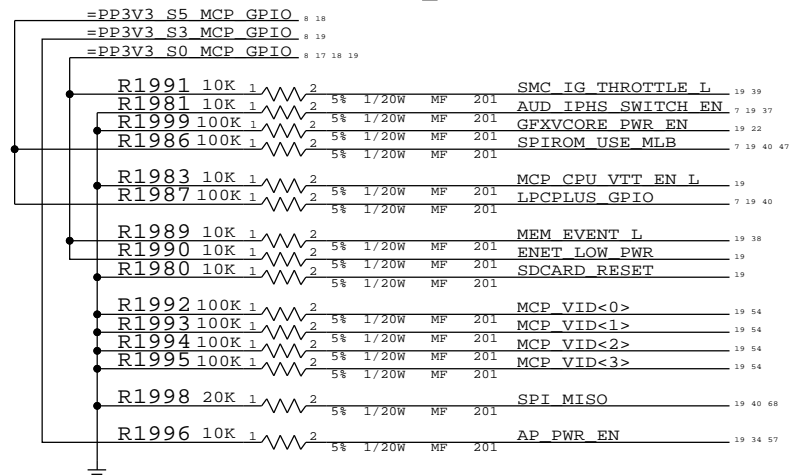 =PP3V3_S5_MCP_GPIO 8 18
=PP3V3_S3_MCP_GPIO 8 19
=PP3V3_S0_MCP_GPIO 8 17 18 19
R1991 10K 1 2 5% 1/20W MF 201 SMC_IG_THROTTLE_L 19 39
R1981 10K 1 2 5% 1/20W MF 201 AUD_IPHS_SWITCH_EN 7 19 37
R1999 100K 1 2 5% 1/20W MF 201 GFXVCORE_PWR_EN 19 22
R1986 100K 1 2 5% 1/20W MF 201 SPIROM_USE_MLB 7 19 40 47
R1983 10K 1 2 5% 1/20W MF 201 MCP_CPU_VTT_EN_L 19
R1987 100K 1 2 5% 1/20W MF 201 LPCPLUS_GPIO 7 19 40
R1989 10K 1 2 5% 1/20W MF 201 MEM_EVENT_L 19 38
R1990 10K 1 2 5% 1/20W MF 201 ENET_LOW_PWR 19
R1980 10K 1 2 5% 1/20W MF 201 SDCARD_RESET 19
R1992 100K 1 2 5% 1/20W MF 201 MCP_VID<0> 19 54
R1993 100K 1 2 5% 1/20W MF 201 MCP_VID<1> 19 54
R1994 100K 1 2 5% 1/20W MF 201 MCP_VID<2> 19 54
R1995 100K 1 2 5% 1/20W MF 201 MCP_VID<3> 19 54
R1998 20K 1 2 5% 1/20W MF 201 SPI_MISO 19 40 68
R1996 10K 1 2 5% 1/20W MF 201 AP_PWR_EN 19 34 57